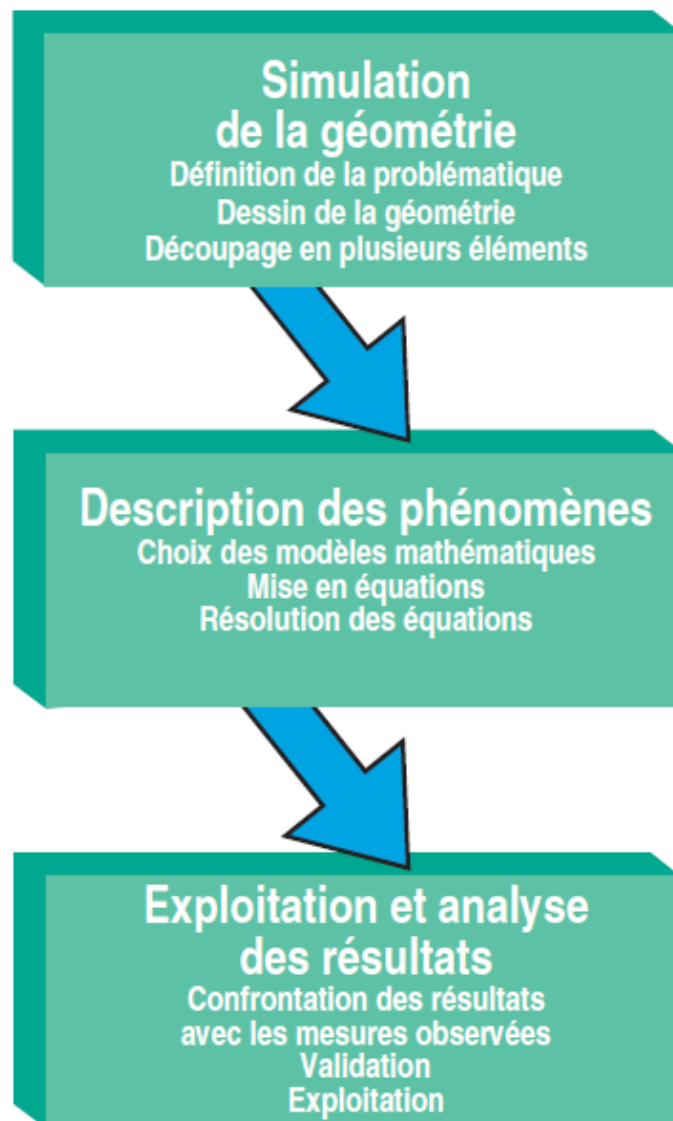 Simulation
de la géométrie
Définition de la problématique
Dessin de la géométrie
Découpage en plusieurs éléments
Description des phénomènes
Choix des modèles mathématiques
Mise en équations
Résolution des équations
Exploitation et analyse
des résultats
Confrontation des résultats
avec les mesures observées
Validation
Exploitation